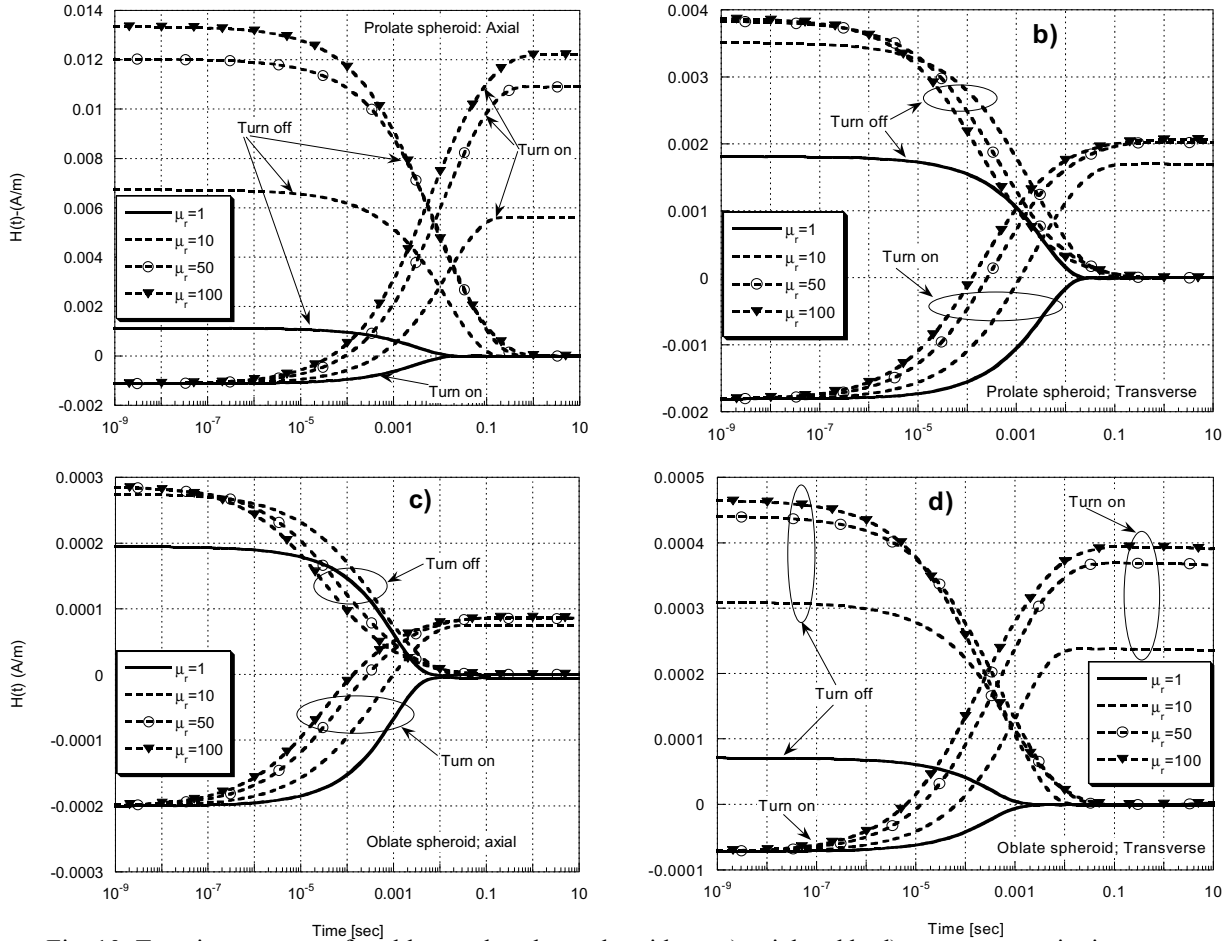 0.014
0.012
0.01
0.008
0.006
0.004
0.002
0
-0.002
H(t)-(A/m)
Prolate spheroid: Axial
Turn off
Turn on
Turn on
μr=1
μr=10
μr=50
μr=100
10-9
10-7
10-5
0.001
0.1
10
0.004
0.003
0.002
0.001
0
-0.001
-0.002
b)
Turn off
Turn on
μr=1
μr=10
μr=50
μr=100
Prolate spheroid; Transverse
10-9
10-7
10-5
0.001
0.1
10
0.0003
0.0002
0.0001
0
-0.0001
-0.0002
-0.0003
H(t) (A/m)
c)
Turn off
Turn on
μr=1
μr=10
μr=50
μr=100
Oblate spheroid; axial
10-9
10-7
10-5
0.001
0.1
10
Time [sec]
0.0005
0.0004
0.0003
0.0002
0.0001
0
-0.0001
d)
Turn on
Turn off
Turn on
μr=1
μr=10
μr=50
μr=100
Oblate spheroid; Transverse
10-9
10-7
10-5
0.001
0.1
10
Time [sec]